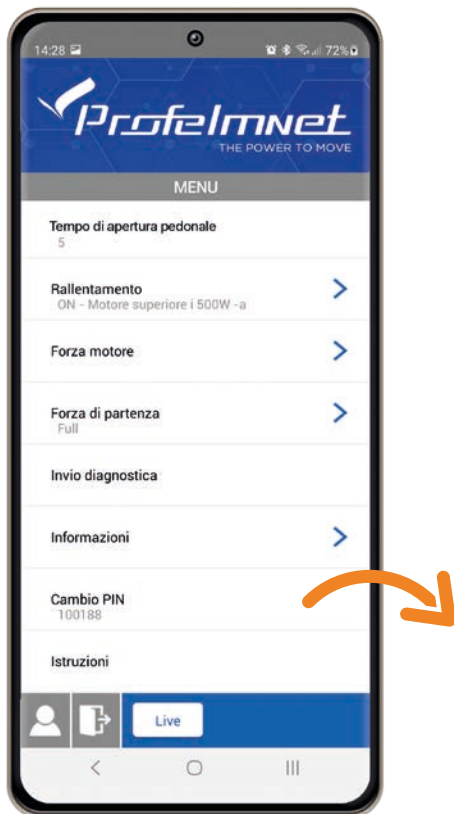 14:28 72%
Profelmnet
THE POWER TO MOVE
MENU
Tempo di apertura pedonale
5
Rallentamento
ON - Motore superiore i 500W -a
Forza motore
Forza di partenza
Full
Invio diagnostica
Informazioni
Cambio PIN
100188
Istruzioni
Live